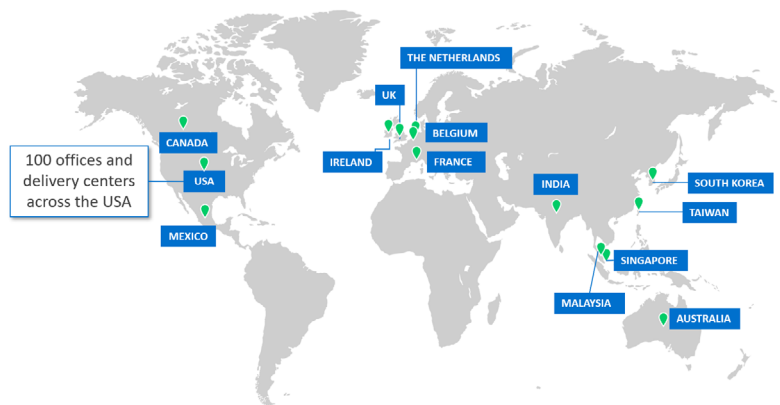 THE NETHERLANDS
UK
CANADA
BELGIUM
100 offices and
delivery centers
across the USA
IRELAND
FRANCE
USA
INDIA
SOUTH KOREA
TAIWAN
MEXICO
SINGAPORE
MALAYSIA
AUSTRALIA